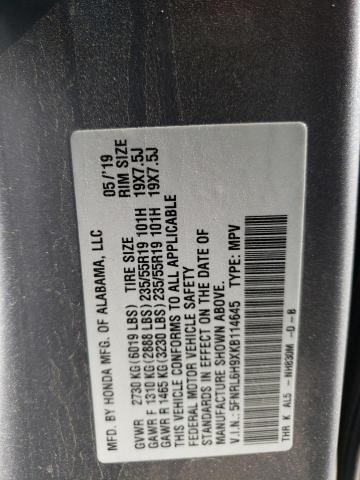 MFD. BY HONDA MFG. OF ALABAMA, LLC 05/'19
TIRE SIZE RIM SIZE
GVWR 2730 KG(6019 LBS)
GAWR F 1310 KG(2888 LBS) 235/55R19 101H 19X7.5J
GAWR R 1465 KG(3230 LBS) 235/55R19 101H 19X7.5J
THIS VEHICLE CONFORMS TO ALL APPLICABLE
FEDERAL MOTOR VEHICLE SAFETY
STANDARDS IN EFFECT ON THE DATE OF
MANUFACTURE SHOWN ABOVE.
V.I.N.: 5FNRL6H9XKB114645 TYPE: MPV
THR K AL5 -NH830M -D -B